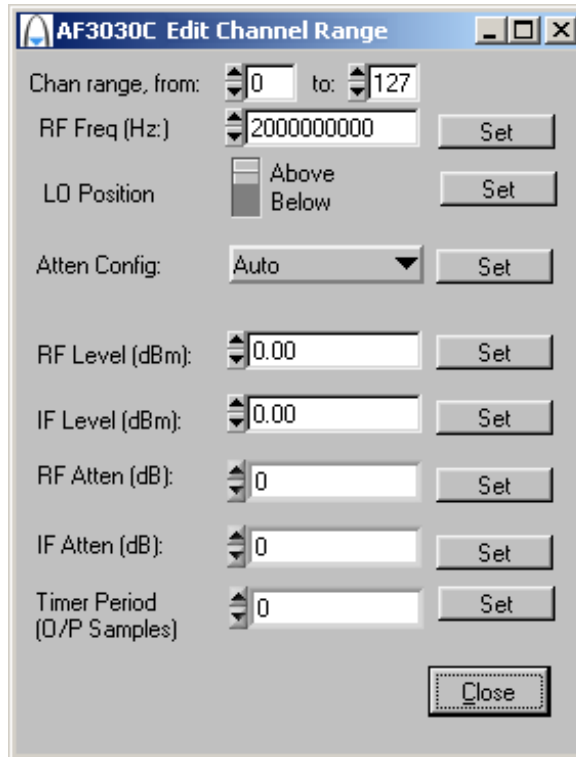 AF3030C Edit Channel Range
Chan range, from: 0 to: 127
RF Freq (Hz:) 2000000000 Set
LO Position Above Below Set
Atten Config: Auto Set
RF Level (dBm): 0.00 Set
IF Level (dBm): 0.00 Set
RF Atten (dB): 0 Set
IF Atten (dB): 0 Set
Timer Period 0 Set
(O/P Samples)
Close